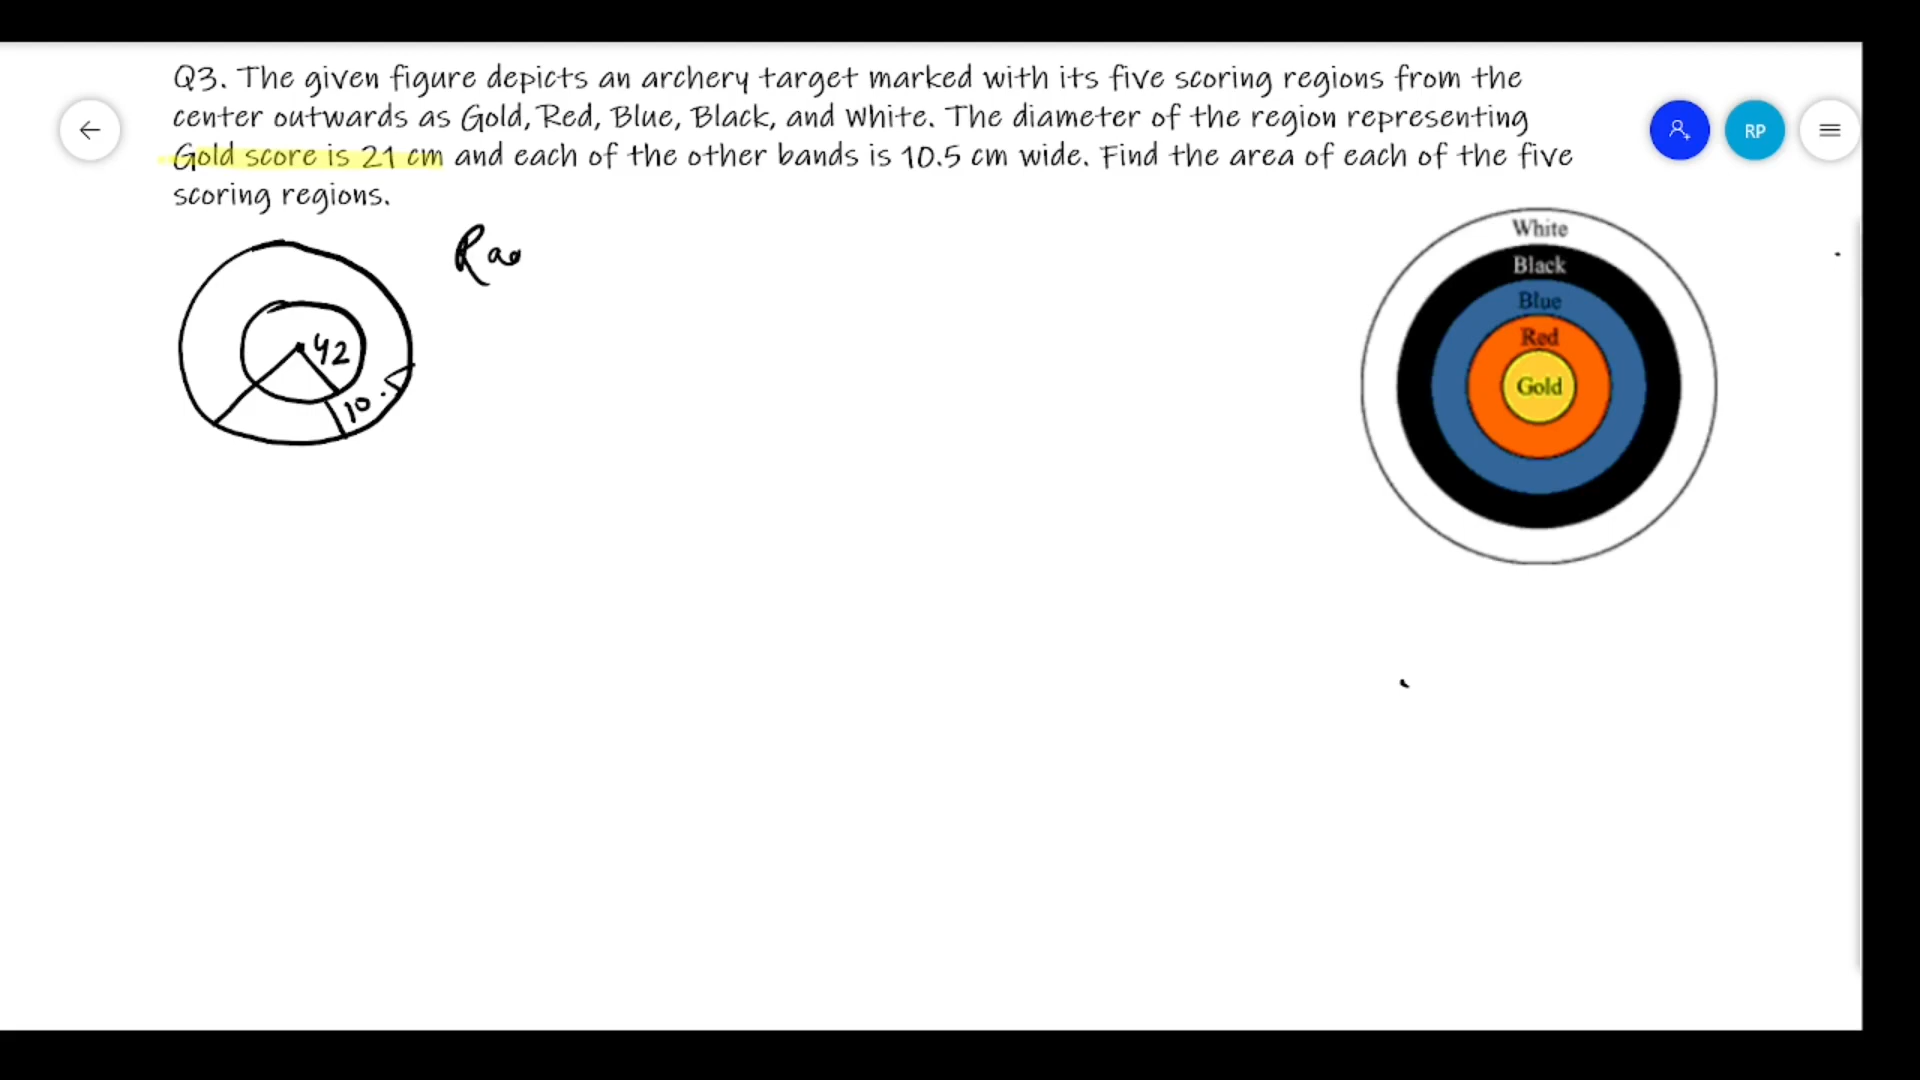 Q3. The given figure depicts an archery target marked with its five scoring regions from the
center outwards as Gold, Red, Blue, Black, and White. The diameter of the region representing
Gold score is 21 cm and each of the other bands is 10.5 cm wide. Find the area of each of the five
scoring regions.
RP
White
Black
Blue
Red
Gold
42
10.5